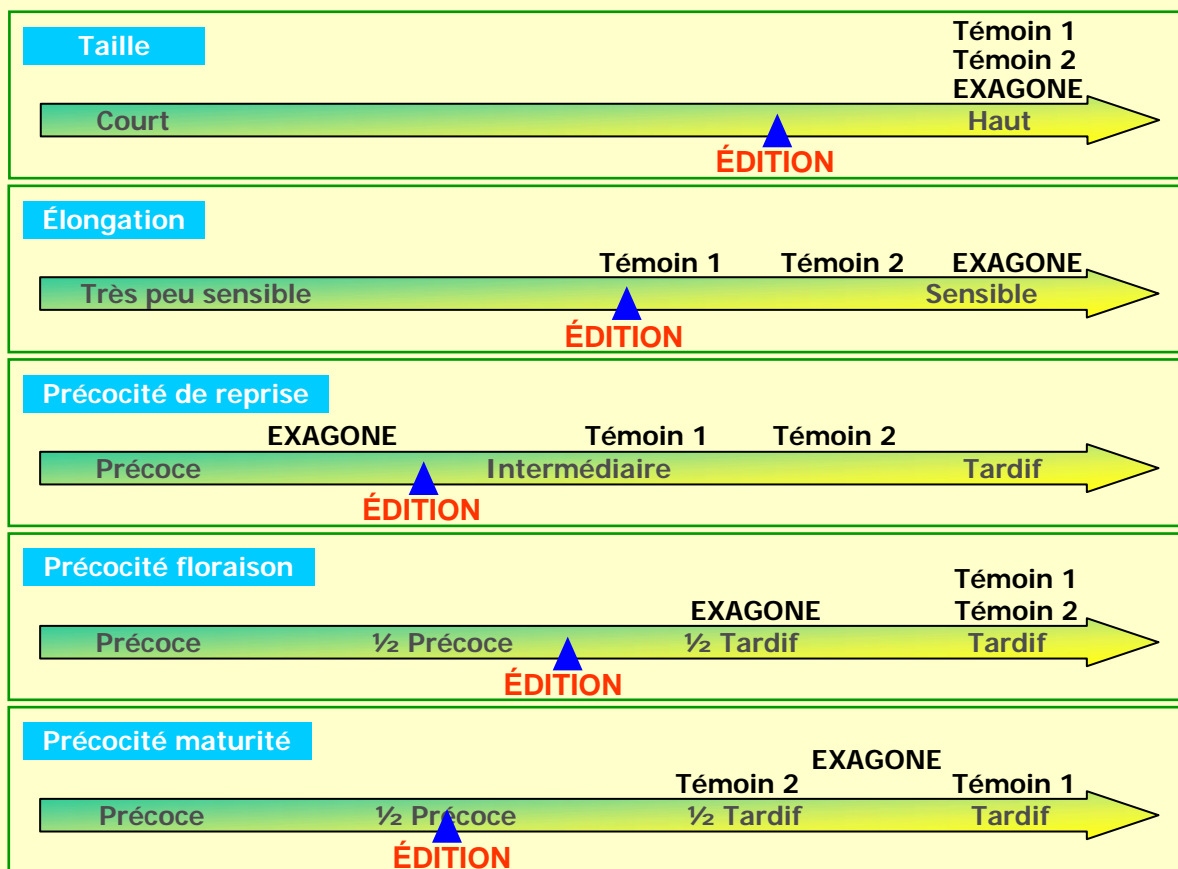 Taille
Témoin 1
Témoin 2
EXAGONE
Court Haut
ÉDITION
Élongation
Témoin 1 Témoin 2 EXAGONE
Très peu sensible Sensible
ÉDITION
Précocité de reprise
EXAGONE Témoin 1 Témoin 2
Précoce Intermédiaire Tardif
ÉDITION
Précocité floraison
Témoin 1
EXAGONE Témoin 2
Précoce ½ Précoce ½ Tardif Tardif
ÉDITION
Précocité maturité
EXAGONE
Témoin 2 Témoin 1
Précoce ½ Précoce ½ Tardif Tardif
ÉDITION